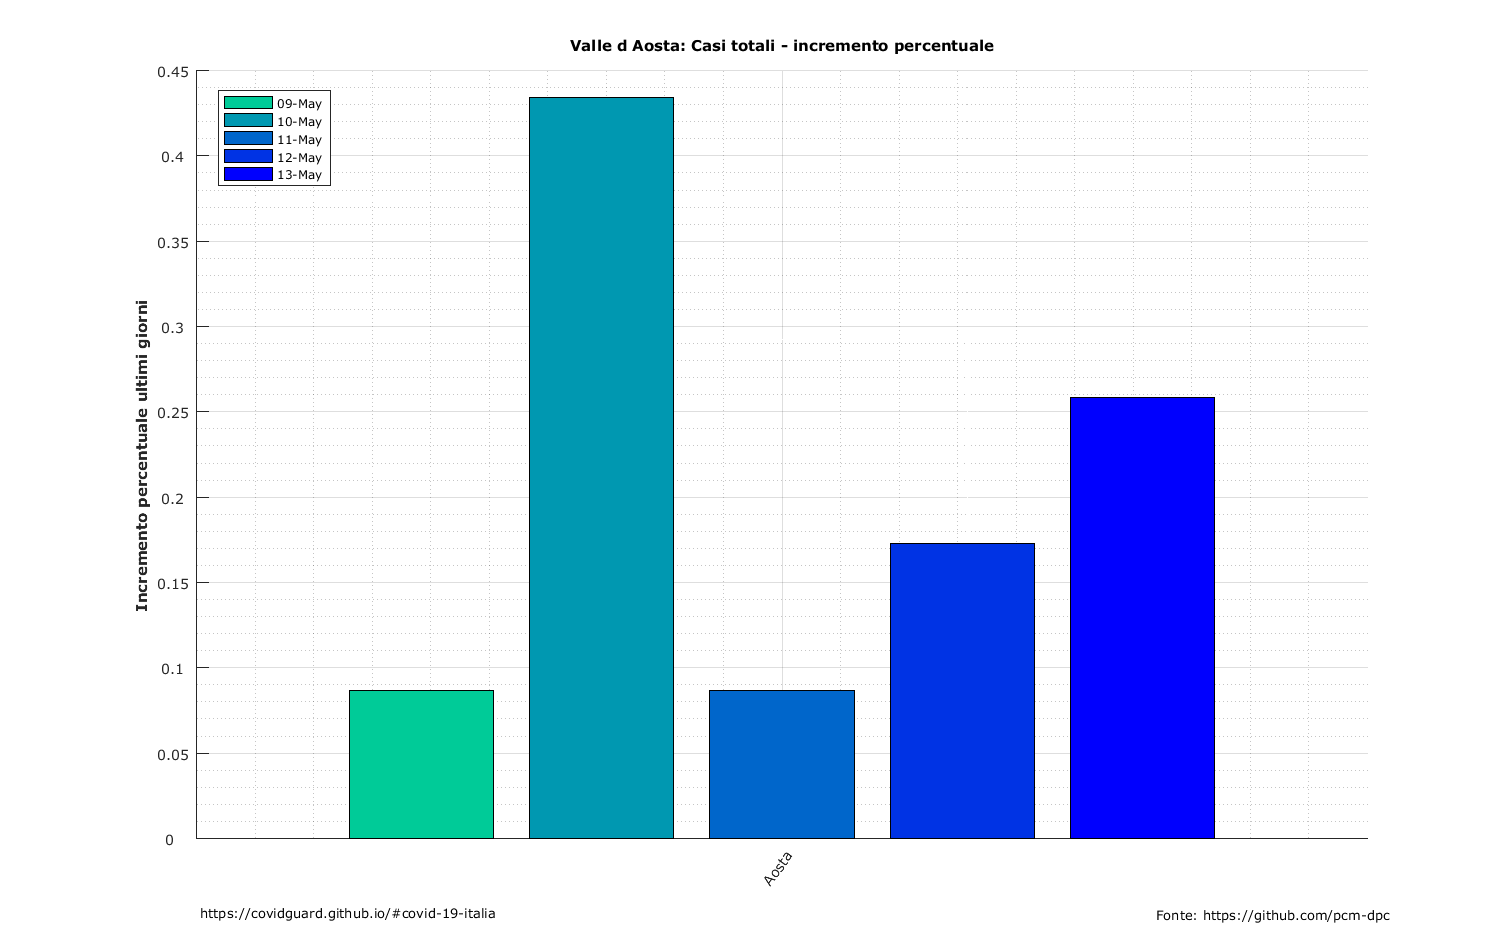 Valle d Aosta: Casi totali - incremento percentuale
0.45
0.4
0.35
0.3
0.25
0.2
0.15
0.1
0.05
0
Incremento percentuale ultimi giorni
09-May
10-May
11-May
12-May
13-May
Aosta
https://covidguard.github.io/#covid-19-italia
Fonte: https://github.com/pcm-dpc